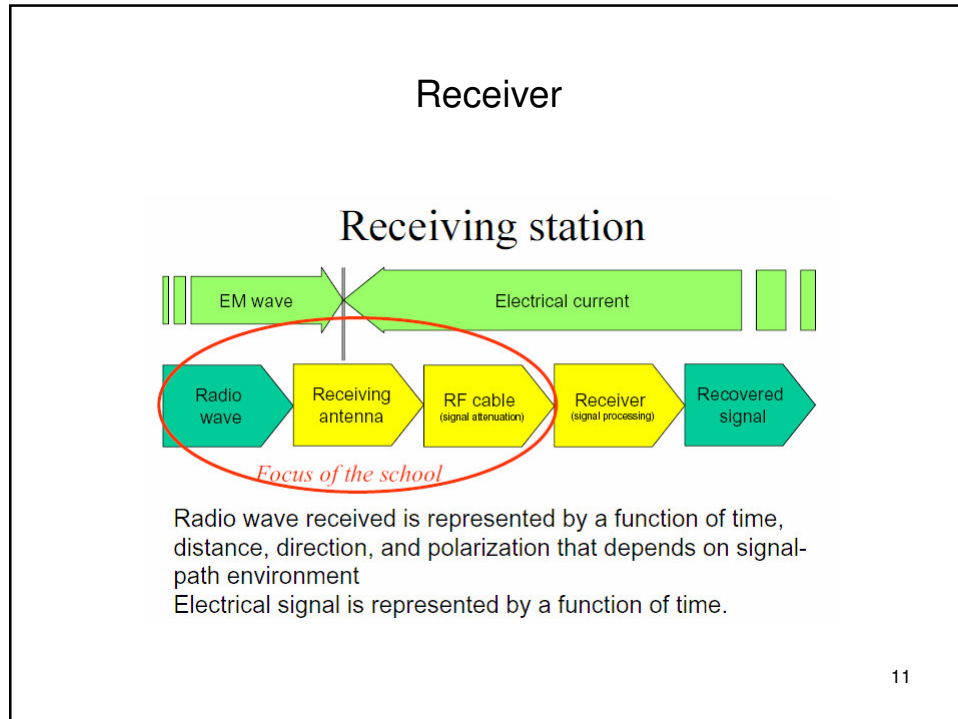 Receiver
Receiving station
EM wave
Electrical current
Radio
wave
Receiving
antenna
RF cable
(signal attenuation)
Receiver
(signal processing)
Recovered
signal
Focus of the school
Radio wave received is represented by a function of time,
distance, direction, and polarization that depends on signal-
path environment
Electrical signal is represented by a function of time.
11